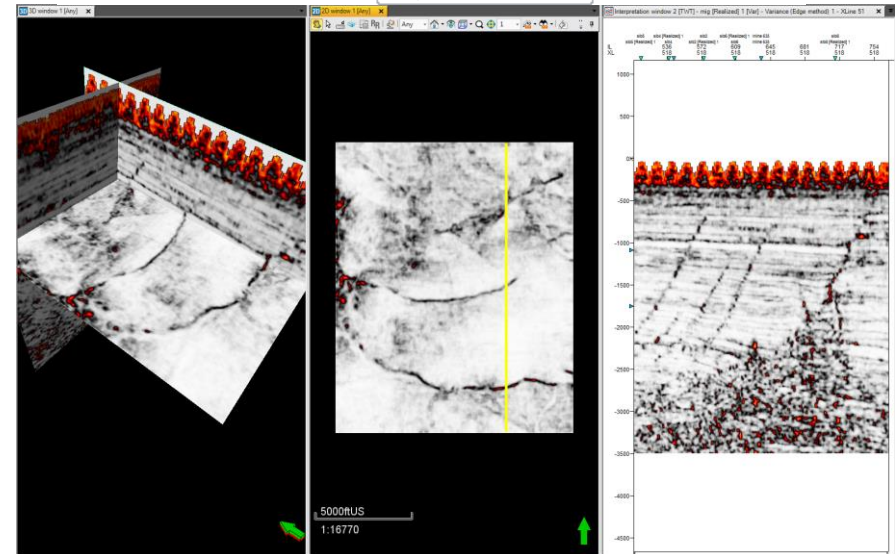 3D window 1 [Any]
2D window 1 [Any]
Interpretation window 2 [TWT] - mig [Realized] 1 [Var] - Variance (Edge method) 1 - XLine 51
Any
1
IL 536 572 609 645 681 717 754
XL 518 518 518 518 518 518 518
1000
500
0
-500
-1000
-1500
-2000
-2500
-3000
-3500
-4000
-4500
5000ftUS
1:16770